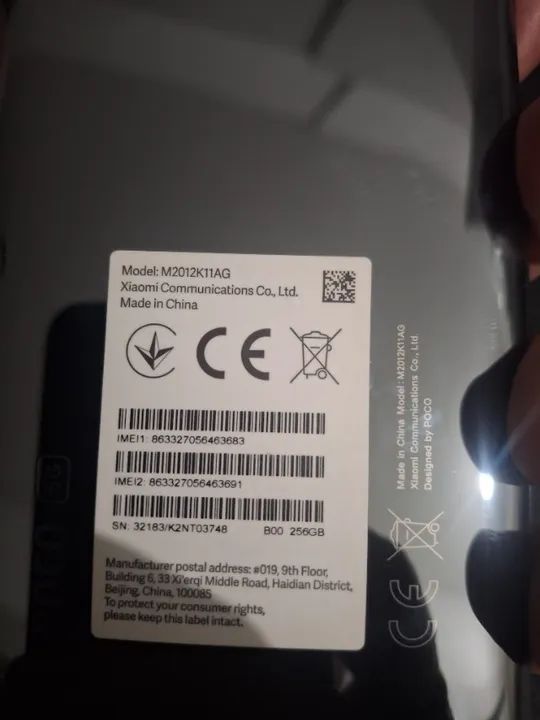 Model: M2012K11AG
Xiaomi Communications Co., Ltd.
Made in China
CE
IMEI1: 863327056463683
IMEI2: 863327056463691
SN: 32183/K2NT03748 B00 256GB
Manufacturer postal address: #019, 9th Floor,
Building 6, 33 Xi'erqi Middle Road, Haidian District,
Beijing, China, 100085
To protect your consumer rights,
please keep this label intact.
Made in China Model: M2012K11AG
Xiaomi Communications Co., Ltd.
Designed by POCO
CE
5G